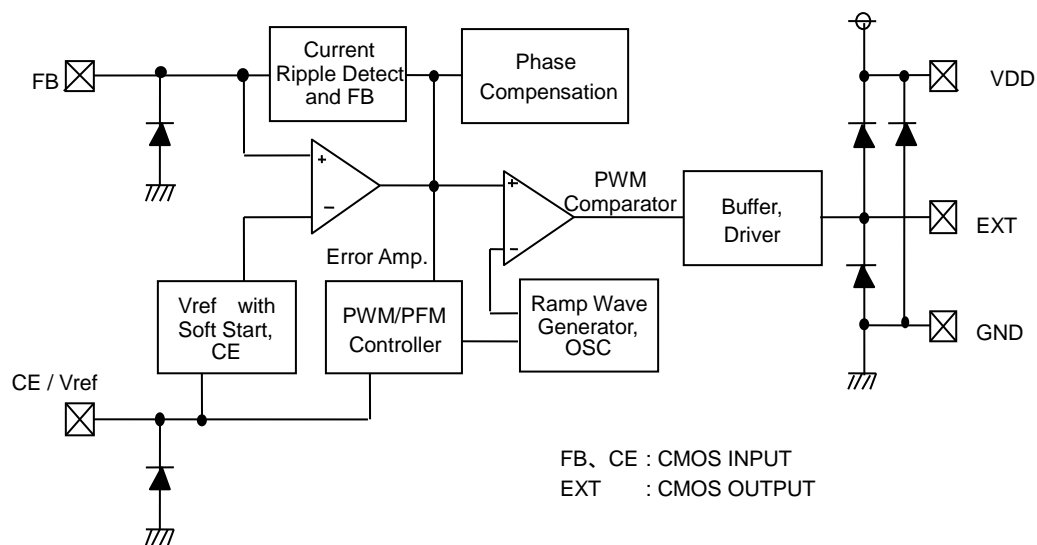 FB
Current
Ripple Detect
and FB
Phase
Compensation
VDD
+
−
Error Amp.
+
−
PWM
Comparator
Buffer,
Driver
EXT
Vref with
Soft Start,
CE
PWM/PFM
Controller
Ramp Wave
Generator,
OSC
GND
CE / Vref
FB、CE : CMOS INPUT
EXT : CMOS OUTPUT